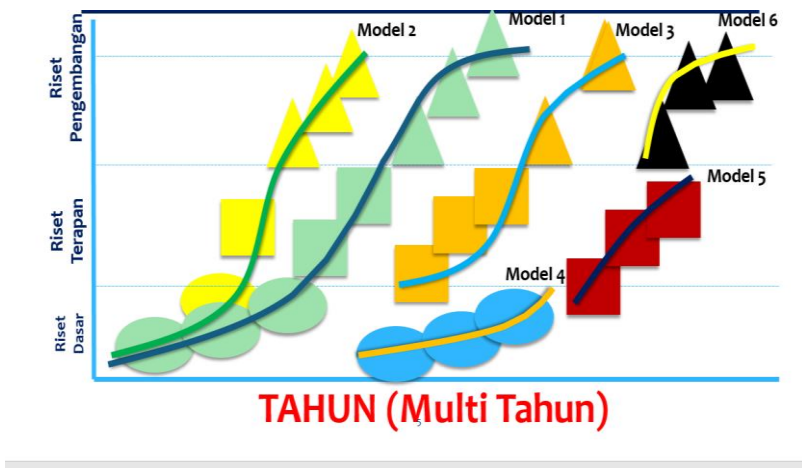 Model 2
Model 1
Model 3
Model 6
Riset
Pengembangan
Model 5
Riset
Terapan
Model 4
Riset
Dasar
TAHUN (Multi Tahun)
5